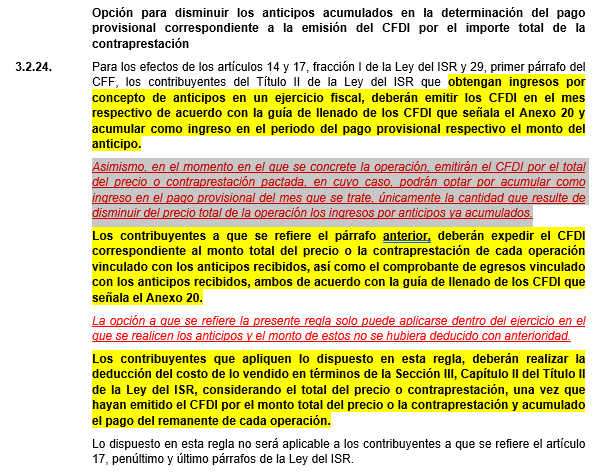 Opción para disminuir los anticipos acumulados en la determinación del pago
provisional correspondiente a la emisión del CFDI por el importe total de la
contraprestación
3.2.24. Para los efectos de los artículos 14 y 17, fracción I de la Ley del ISR y 29, primer párrafo del
CFF, los contribuyentes del Título II de la Ley del ISR que obtengan ingresos por
concepto de anticipos en un ejercicio fiscal, deberán emitir los CFDI en el mes
respectivo de acuerdo con la guía de llenado de los CFDI que señala el Anexo 20 y
acumular como ingreso en el periodo del pago provisional respectivo el monto del
anticipo.
Asimismo, en el momento en el que se concrete la operación, emitirán el CFDI por el total
del precio o contraprestación pactada, en cuyo caso, podrán optar por acumular como
ingreso en el pago provisional del mes que se trate, únicamente la cantidad que resulte de
disminuir del precio total de la operación los ingresos por anticipos ya acumulados.
Los contribuyentes a que se refiere el párrafo anterior, deberán expedir el CFDI
correspondiente al monto total del precio o la contraprestación de cada operación
vinculado con los anticipos recibidos, así como el comprobante de egresos vinculado
con los anticipos recibidos, ambos de acuerdo con la guía de llenado de los CFDI que
señala el Anexo 20.
La opción a que se refiere la presente regla solo puede aplicarse dentro del ejercicio en el
que se realicen los anticipos y el monto de estos no se hubiera deducido con anterioridad.
Los contribuyentes que apliquen lo dispuesto en esta regla, deberán realizar la
deducción del costo de lo vendido en términos de la Sección III, Capítulo II del Título II
de la Ley del ISR, considerando el total del precio o contraprestación, una vez que
hayan emitido el CFDI por el monto total del precio o la contraprestación y acumulado
el pago del remanente de cada operación.
Lo dispuesto en esta regla no será aplicable a los contribuyentes a que se refiere el artículo
17, penúltimo y último párrafos de la Ley del ISR.